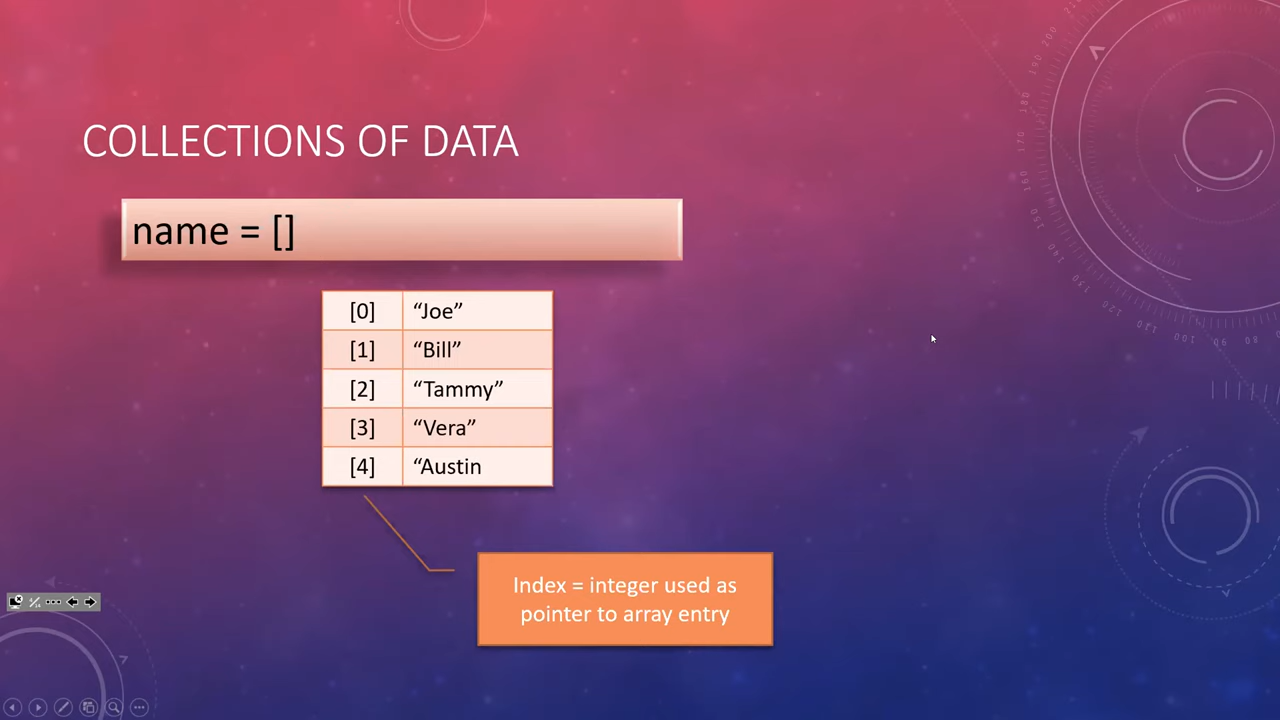 COLLECTIONS OF DATA
name = []
[0] “Joe”
[1] “Bill”
[2] “Tammy”
[3] “Vera”
[4] “Austin
Index = integer used as
pointer to array entry